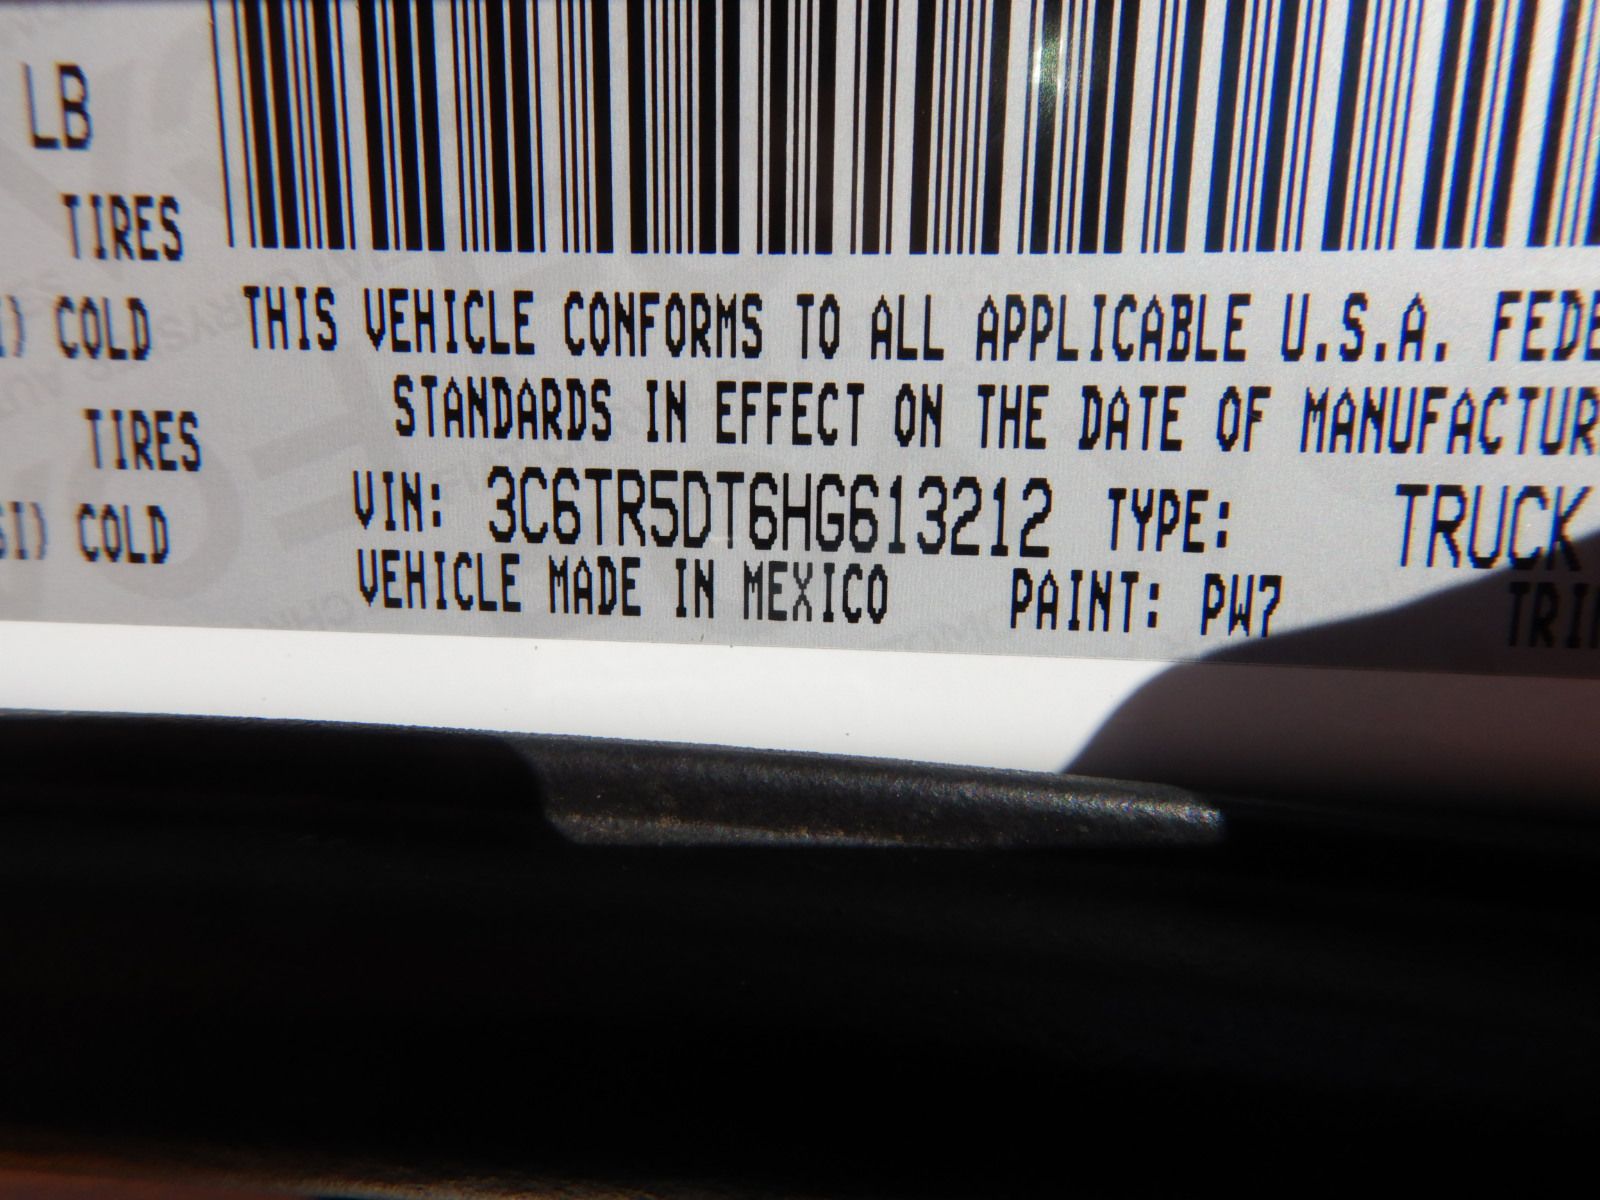 LB
TIRES
COLD
TIRES
COLD
THIS VEHICLE CONFORMS TO ALL APPLICABLE U.S.A. FEDE
STANDARDS IN EFFECT ON THE DATE OF MANUFACTUR
VIN: 3C6TR5DT6HG613212 TYPE: TRUCK
VEHICLE MADE IN MEXICO PAINT: PW7 TRI